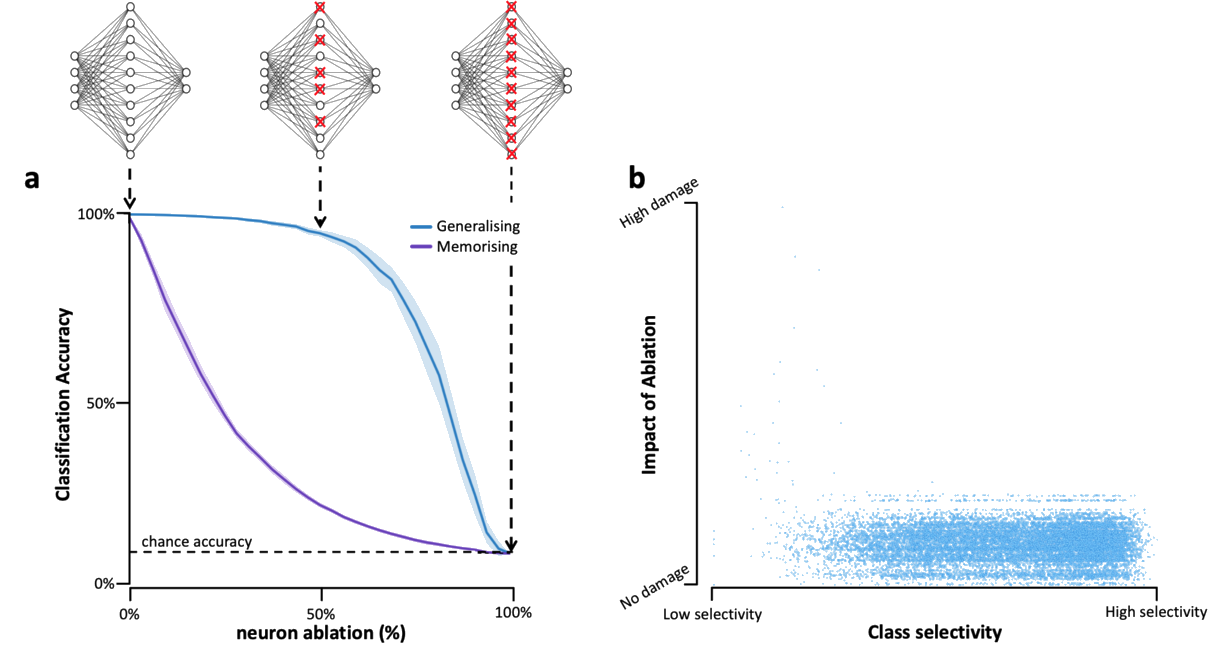 a
100%
50%
0%
Classification Accuracy
Generalising
Memorising
chance accuracy
0%
50%
100%
neuron ablation (%)
b
High damage
No damage
Impact of Ablation
Low selectivity
High selectivity
Class selectivity